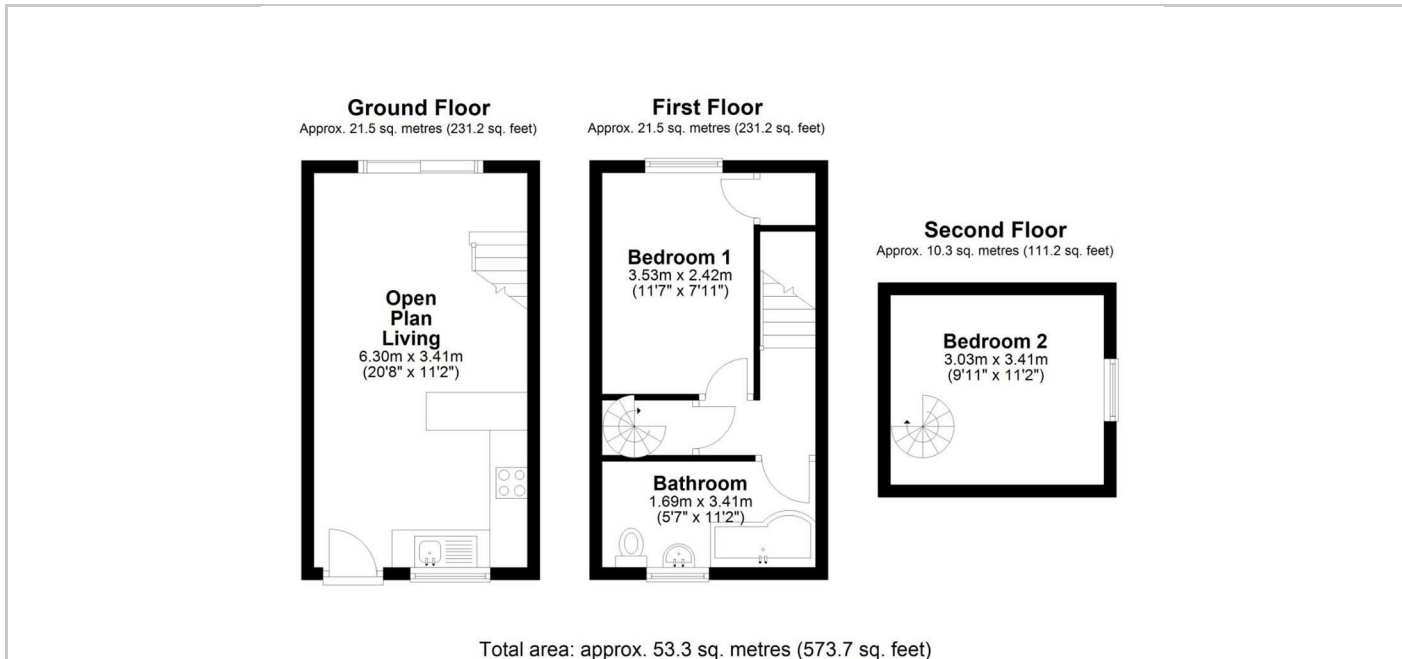 Ground Floor
Approx. 21.5 sq. metres (231.2 sq. feet)
Open
Plan
Living
6.30m x 3.41m
(20'8" x 11'2")
First Floor
Approx. 21.5 sq. metres (231.2 sq. feet)
Bedroom 1
3.53m x 2.42m
(11'7" x 7'11")
Bathroom
1.69m x 3.41m
(5'7" x 11'2")
Second Floor
Approx. 10.3 sq. metres (111.2 sq. feet)
Bedroom 2
3.03m x 3.41m
(9'11" x 11'2")
Total area: approx. 53.3 sq. metres (573.7 sq. feet)